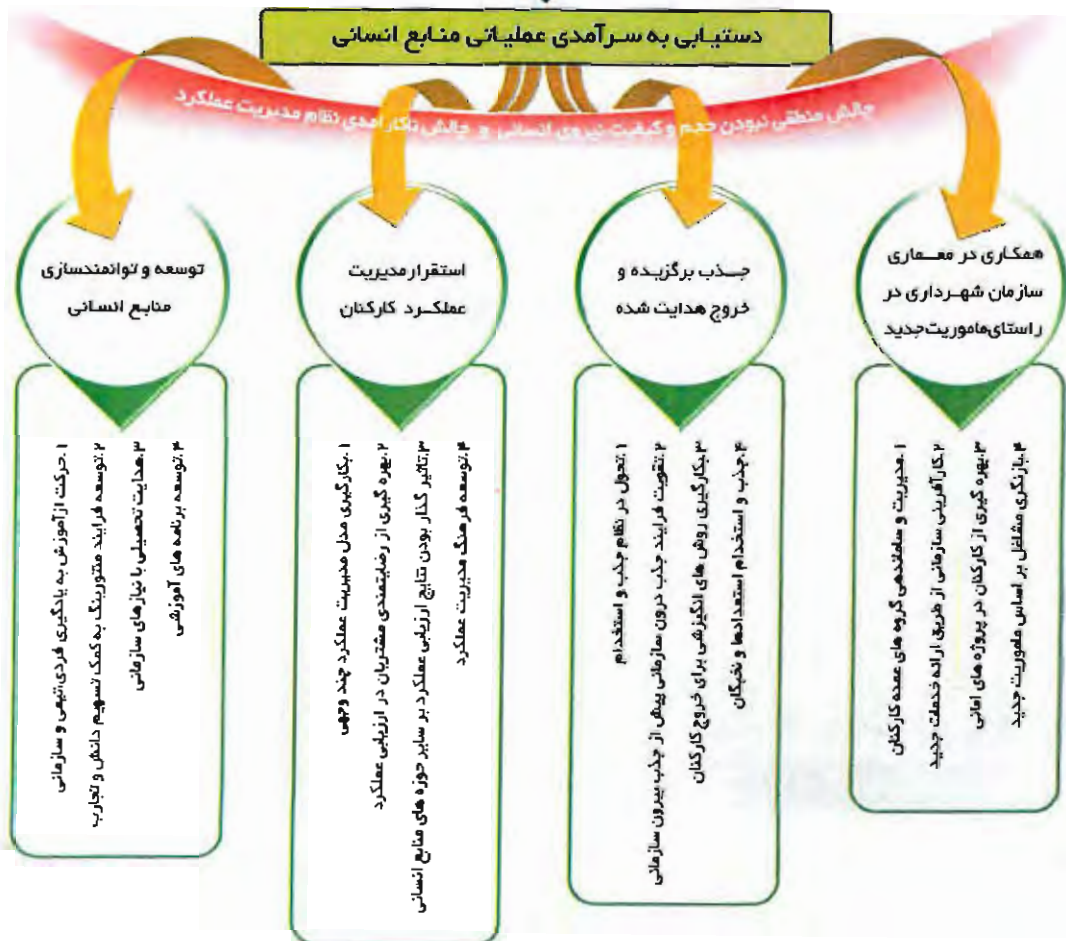 دستیابی به سرآمدی عملیاتی منابع انسانی
چالش منطقی نبودن حجم و کیفیت نیروی انسانی و چالش ناکارآمدی نظام مدیریت عملکرد
همکاری در معماری
سازمان شهرداری در
راستای ماموریت جدید
۱.مدیریت و ساماندهی گروه های عمده کارکنان
۲.کارآفرینی سازمانی از طریق ارائه خدمات جدید
۳.بهره گیری از کارکنان در پروژه های امانی
۴.بازنگری مشاغل بر اساس ماموریت جدید
جذب برگزیده و
خروج هدایت شده
۱.تحول در نظام جذب و استخدام
۲.تقویت فرایند جذب درون سازمانی پیش از جذب بیرون سازمانی
۳.بکارگیری روش های انگیزشی برای خروج کارکنان
۴.جذب و استخدام استعدادها و نخبگان
استقرار مدیریت
عملکرد کارکنان
۱.بکارگیری مدل مدیریت عملکرد چند وجهی
۲.بهره گیری از رضایتمندی مشتریان در ارزیابی عملکرد
۳.تاثیر گذار بودن نتایج ارزیابی عملکرد بر سایر حوزه های منابع انسانی
۴.توسعه فرهنگ مدیریت عملکرد
توسعه و توانمندسازی
منابع انسانی
۱.حرکت از آموزش به یادگیری فردی،تیمی و سازمانی
۲.توسعه فرایند منتورینگ به کمک تسهیم دانش و تجارب
۳.هدایت تحصیلی با نیازهای سازمانی
۴.توسعه برنامه های آموزشی